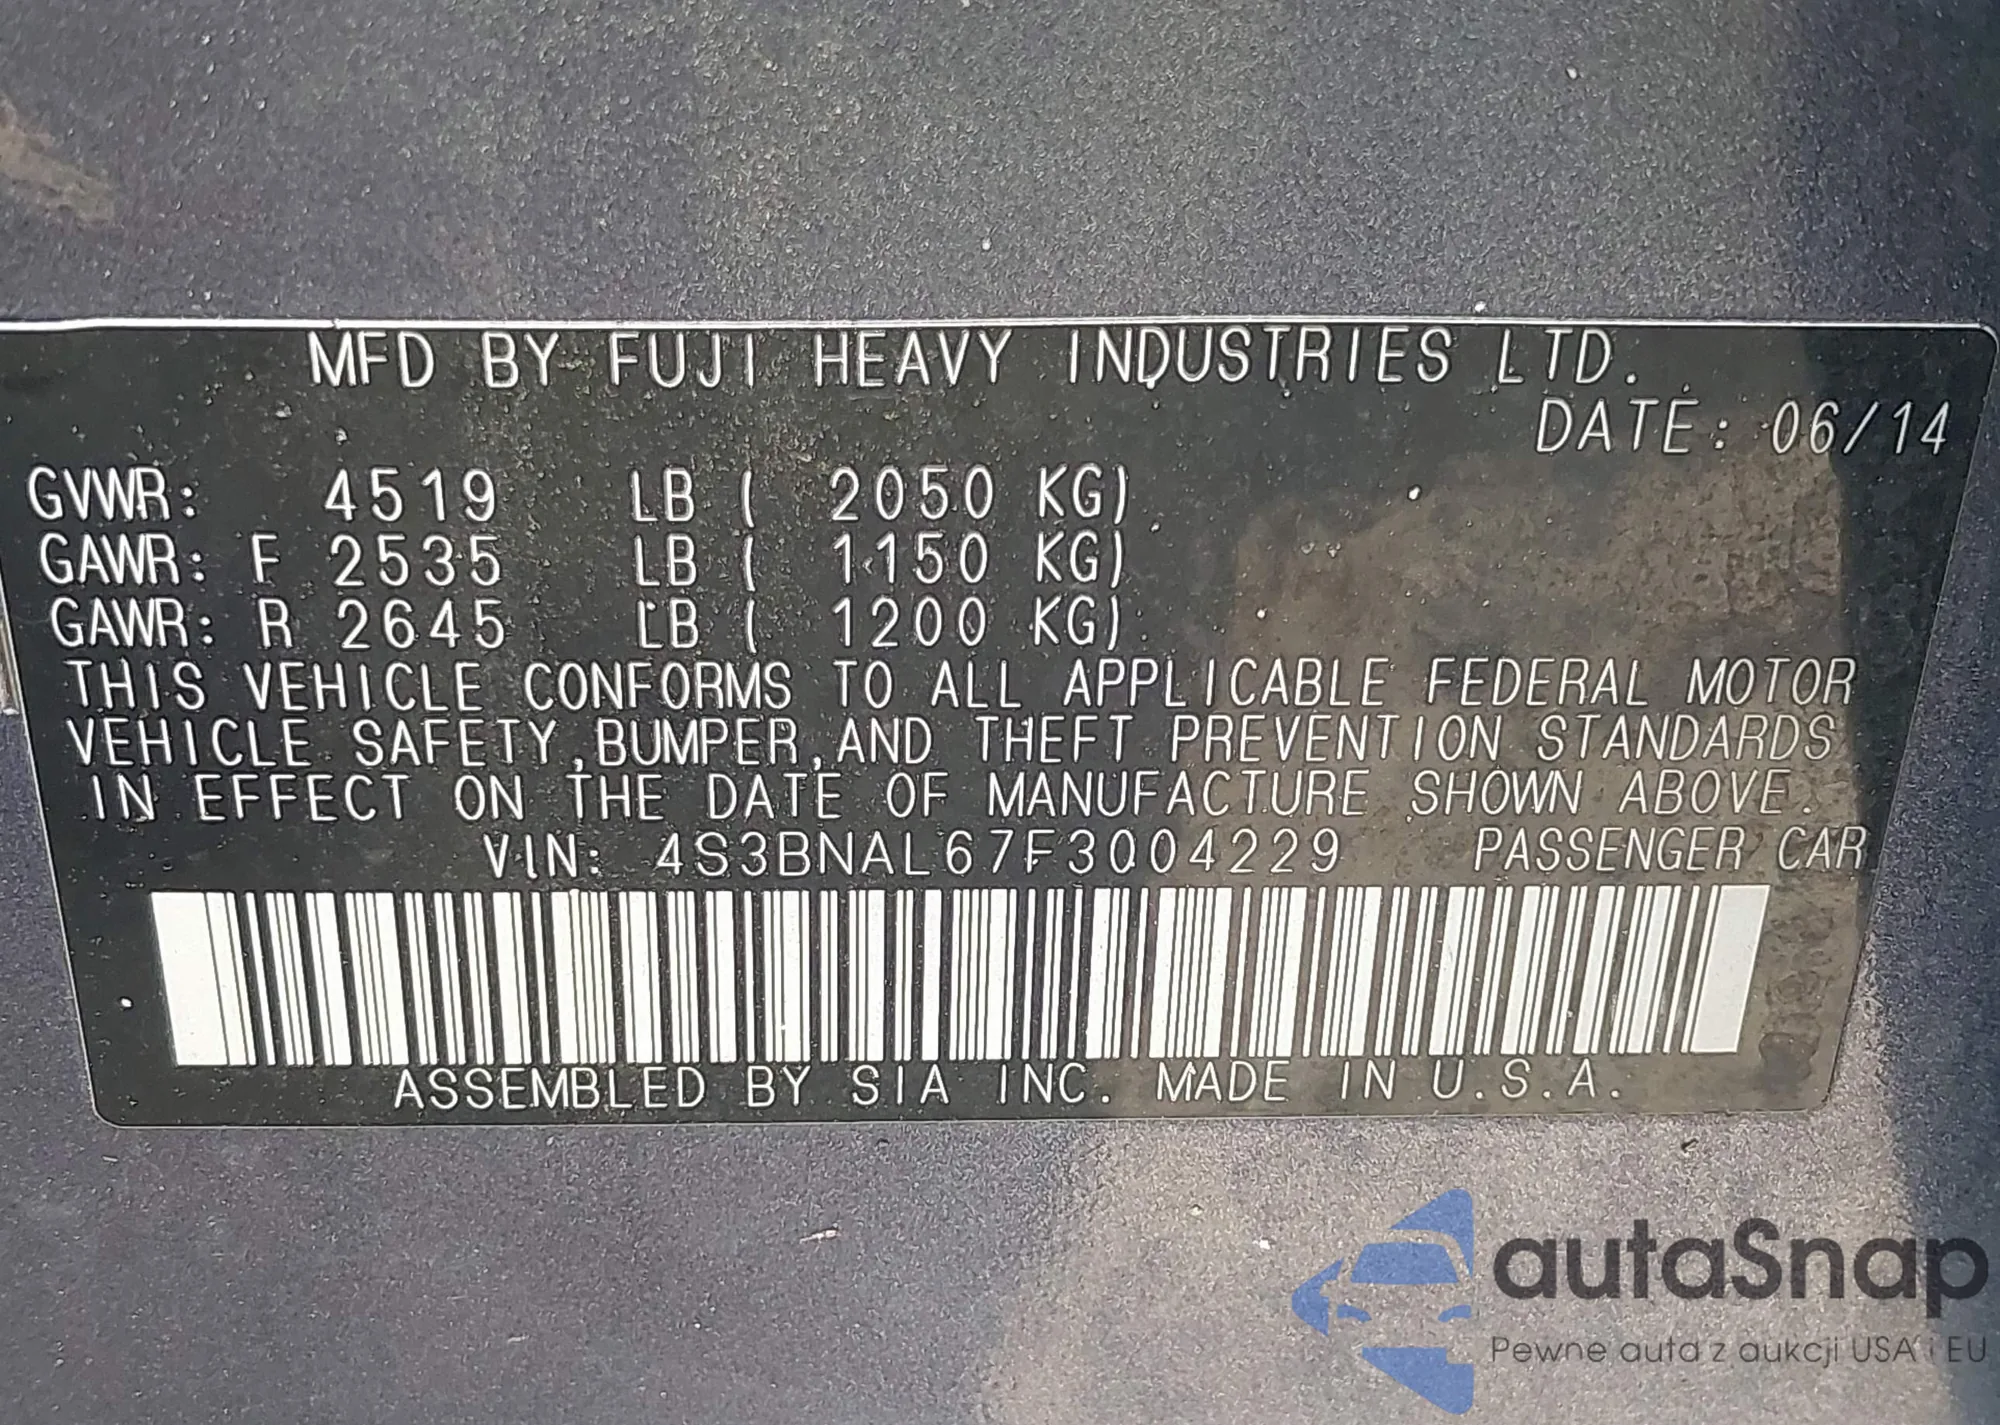 MFD BY FUJI HEAVY INDUSTRIES LTD.
DATE: 06/14
GVWR: 4519 LB ( 2050 KG)
GAWR: F 2535 LB ( 1150 KG)
GAWR: R 2645 LB ( 1200 KG)
THIS VEHICLE CONFORMS TO ALL APPLICABLE FEDERAL MOTOR
VEHICLE SAFETY,BUMPER,AND THEFT PREVENTION STANDARDS
IN EFFECT ON THE DATE OF MANUFACTURE SHOWN ABOVE.
VIN: 4S3BNAL67F3004229 PASSENGER CAR
ASSEMBLED BY SIA INC. MADE IN U.S.A.
autaSnap
Pewne auta z aukcji USA i EU